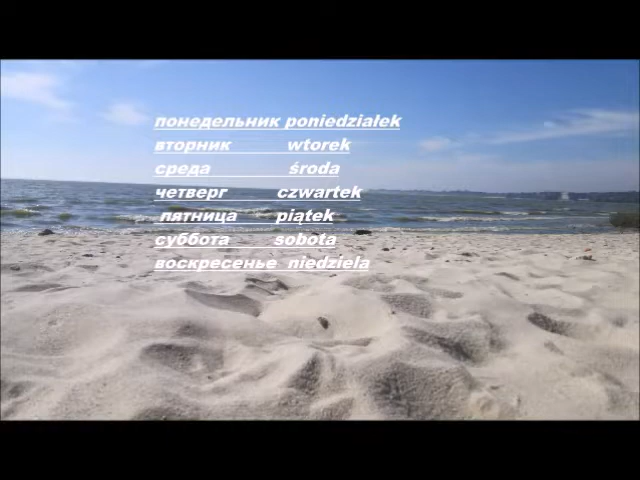 понедельник poniedziałek
вторник wtorek
среда środa
четверг czwartek
пятница piątek
суббота sobota
воскресенье niedziela